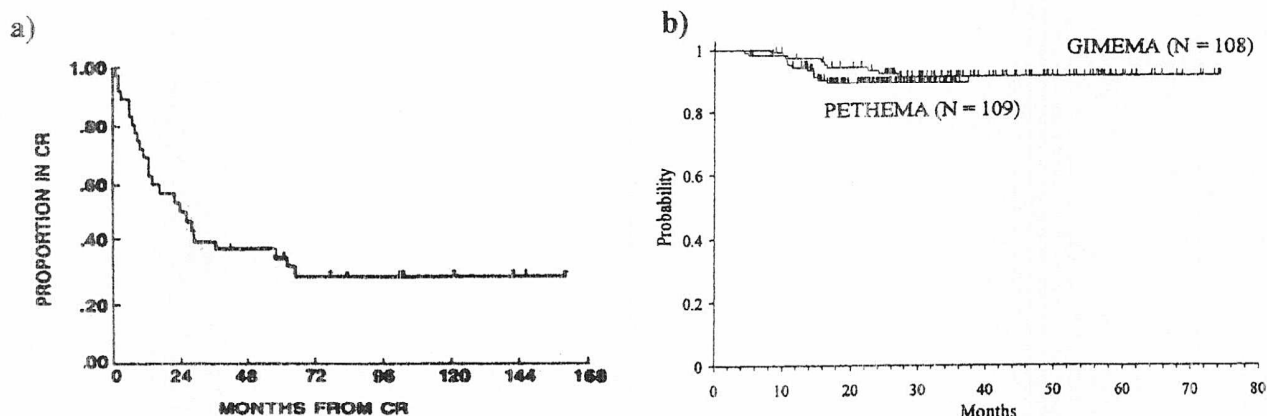 a)
PROPORTION IN CR
1.00
.80
.60
.40
.20
.00
0 24 48 72 96 120 144 168
MONTHS FROM CR
b)
GIMEMA (N = 108)
PETHEMA (N = 109)
Probability
1
0.8
0.6
0.4
0.2
0
0 10 20 30 40 50 60 70 80
Months